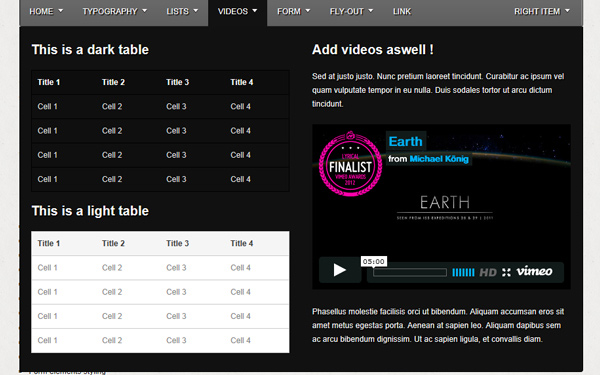 HOME TYPOGRAPHY LISTS VIDEOS FORM FLY-OUT LINK RIGHT ITEM
This is a dark table
Title 1 Title 2 Title 3 Title 4
Cell 1 Cell 2 Cell 3 Cell 4
Cell 1 Cell 2 Cell 3 Cell 4
Cell 1 Cell 2 Cell 3 Cell 4
Cell 1 Cell 2 Cell 3 Cell 4
This is a light table
Title 1 Title 2 Title 3 Title 4
Cell 1 Cell 2 Cell 3 Cell 4
Cell 1 Cell 2 Cell 3 Cell 4
Cell 1 Cell 2 Cell 3 Cell 4
Cell 1 Cell 2 Cell 3 Cell 4
Add videos aswell !
Sed at justo justo. Nunc pretium laoreet tincidunt. Curabitur ac ipsum vel
quam vulputate tempor in eu nulla. Duis sodales tortor ut arcu dictum
tincidunt.
LYRICAL
FINALIST
VIMEO AWARDS
2012
Earth
from Michael König
EARTH
05:00
HD vimeo
Phasellus molestie facilisis orci ut bibendum. Aliquam accumsan eros sit
amet metus egestas porta. Aenean at sapien leo. Aliquam dapibus sem
ac arcu bibendum dignissim. Ut ac sapien ligula, et convallis diam.
Form elements styling